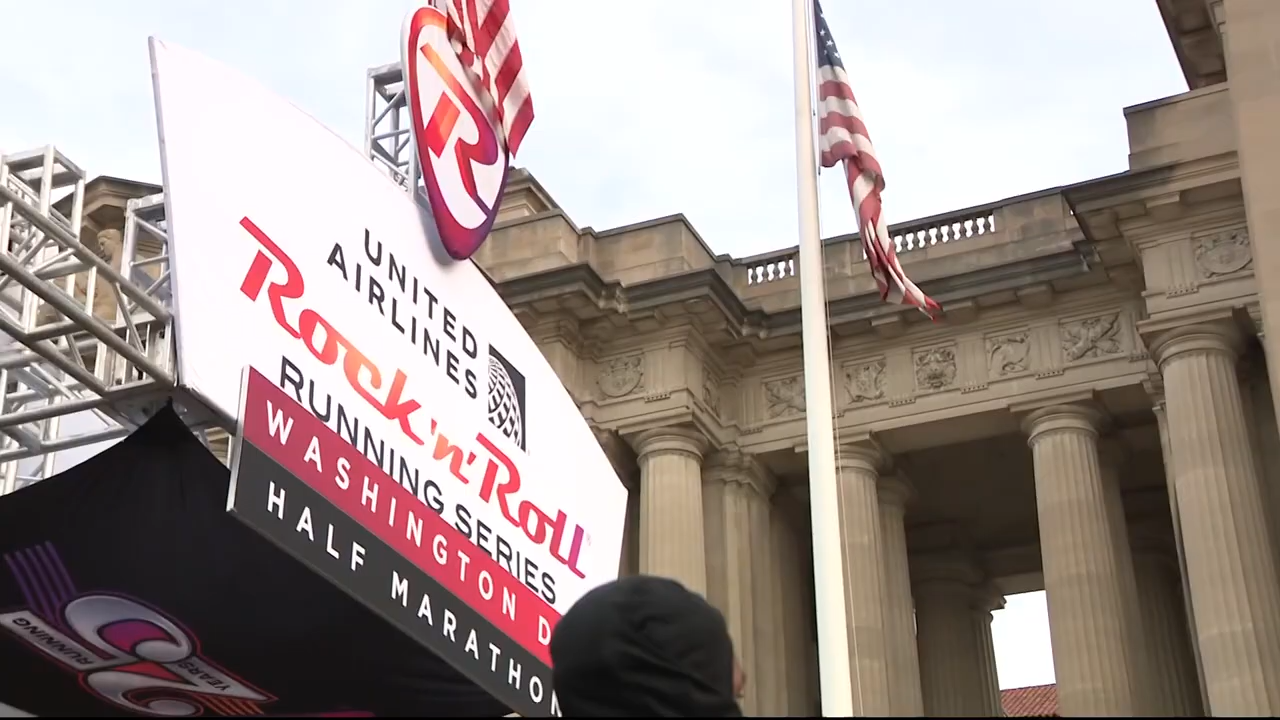 R
UNITED
AIRLINES
Rock'n'Roll
RUNNING SERIES
WASHINGTON D
HALF MARATHON
RUNNING
YEARS